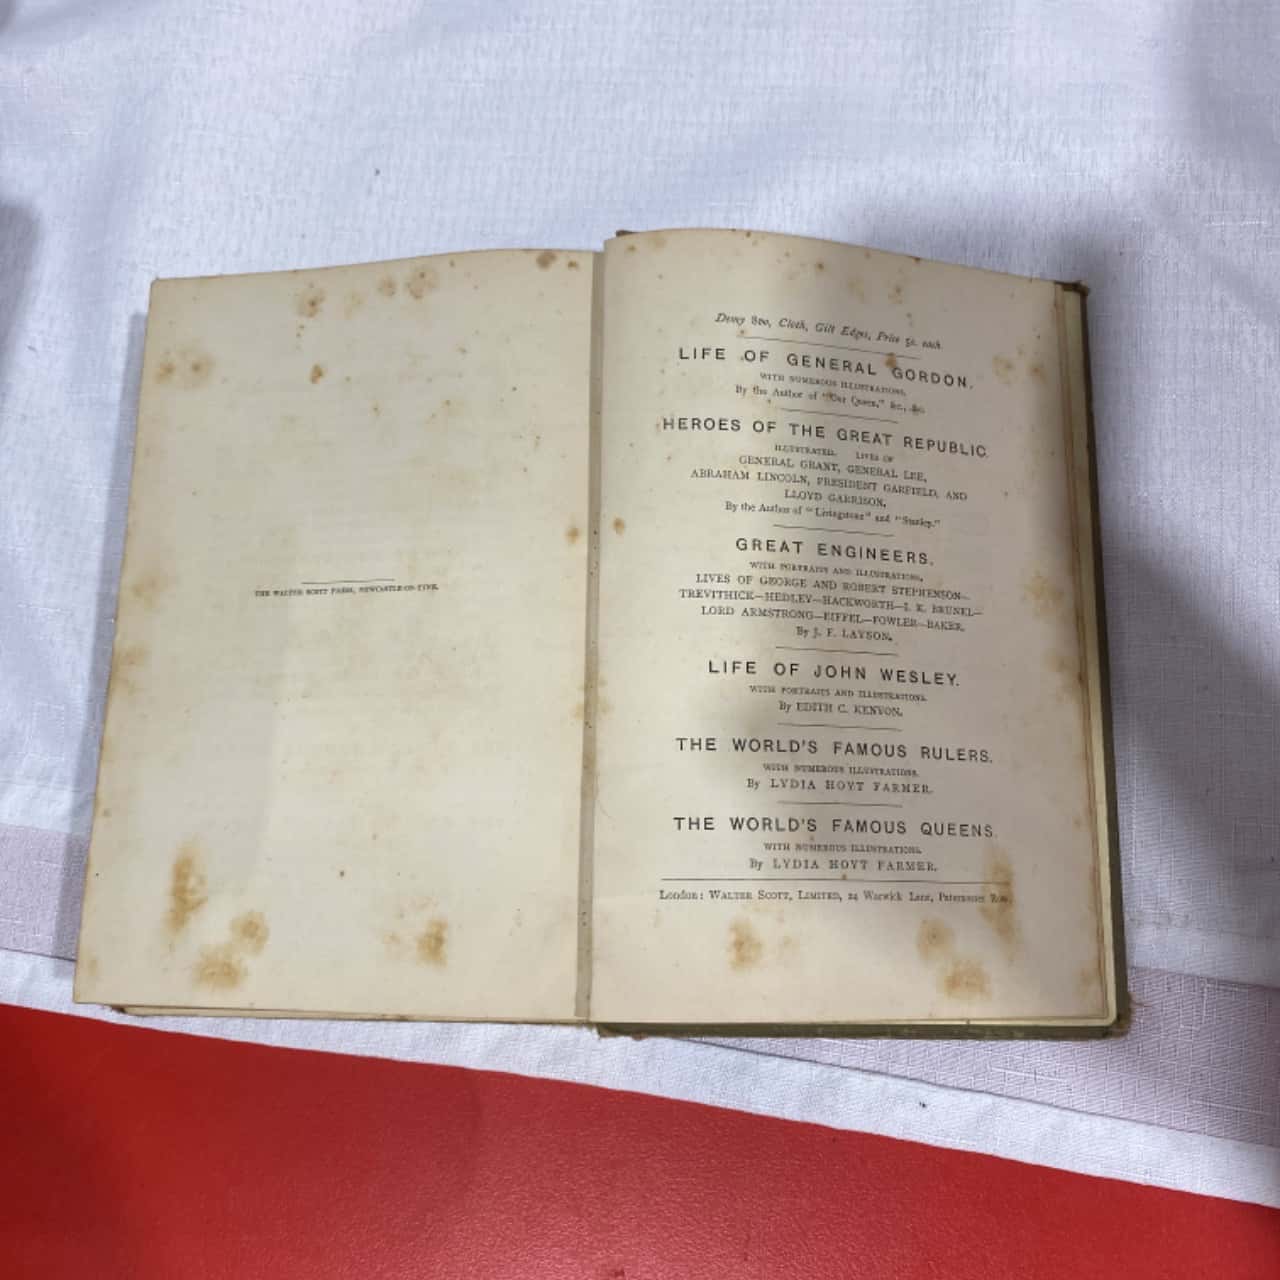 THE WALTER SCOTT PRESS, NEWCASTLE-ON-TYNE.
Demy 8vo, Cloth, Gilt Edges, Price 5s. each.
LIFE OF GENERAL GORDON.
WITH NUMEROUS ILLUSTRATIONS.
By the Author of "Our Queen," &c., &c.
HEROES OF THE GREAT REPUBLIC.
ILLUSTRATED. LIVES OF
GENERAL GRANT, GENERAL LEE,
ABRAHAM LINCOLN, PRESIDENT GARFIELD, AND
LLOYD GARRISON,
By the Author of "Livingstone" and "Stanley."
GREAT ENGINEERS,
WITH PORTRAITS AND ILLUSTRATIONS,
LIVES OF GEORGE AND ROBERT STEPHENSON—
TREVITHICK—HEDLEY—HACKWORTH—I. K. BRUNEL—
LORD ARMSTRONG—EIFFEL—FOWLER—BAKER.
By J. F. LAYSON.
LIFE OF JOHN WESLEY.
WITH PORTRAITS AND ILLUSTRATIONS.
By EDITH C. KENYON.
THE WORLD'S FAMOUS RULERS.
WITH NUMEROUS ILLUSTRATIONS.
By LYDIA HOYT FARMER.
THE WORLD'S FAMOUS QUEENS.
WITH NUMEROUS ILLUSTRATIONS.
By LYDIA HOYT FARMER.
London: WALTER SCOTT, LIMITED, 24 Warwick Lane, Paternoster Row.